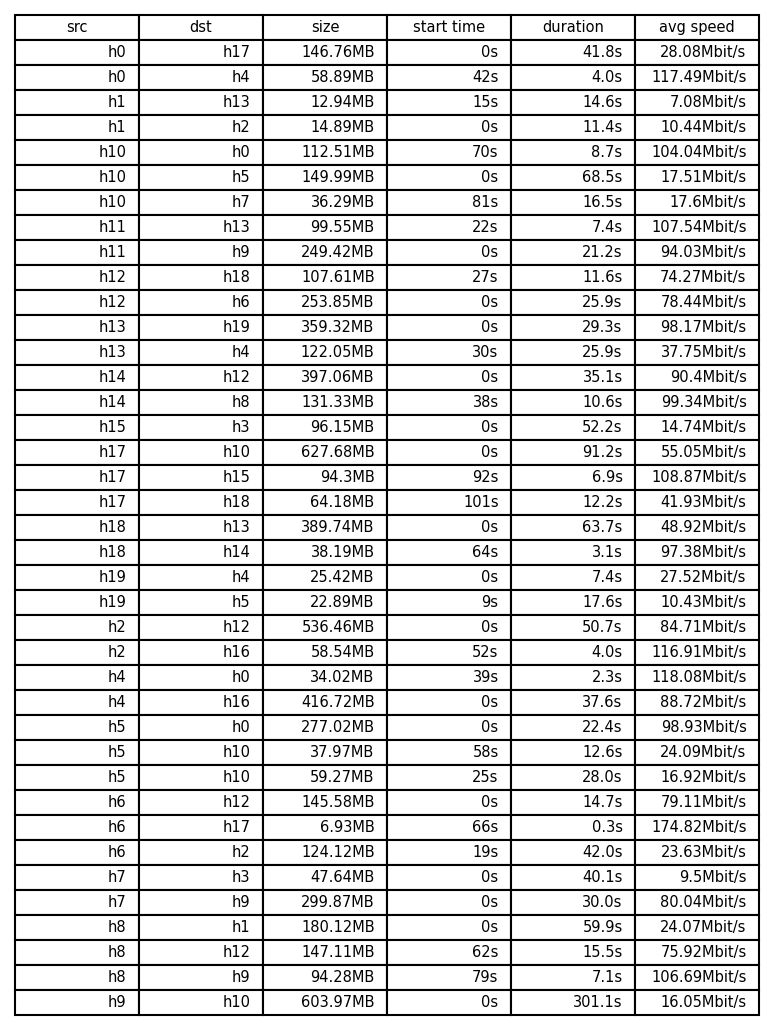 src dst size start time duration avg speed
h0 h17 146.76MB 0s 41.8s 28.08Mbit/s
h0 h4 58.89MB 42s 4.0s 117.49Mbit/s
h1 h13 12.94MB 15s 14.6s 7.08Mbit/s
h1 h2 14.89MB 0s 11.4s 10.44Mbit/s
h10 h0 112.51MB 70s 8.7s 104.04Mbit/s
h10 h5 149.99MB 0s 68.5s 17.51Mbit/s
h10 h7 36.29MB 81s 16.5s 17.6Mbit/s
h11 h13 99.55MB 22s 7.4s 107.54Mbit/s
h11 h9 249.42MB 0s 21.2s 94.03Mbit/s
h12 h18 107.61MB 27s 11.6s 74.27Mbit/s
h12 h6 253.85MB 0s 25.9s 78.44Mbit/s
h13 h19 359.32MB 0s 29.3s 98.17Mbit/s
h13 h4 122.05MB 30s 25.9s 37.75Mbit/s
h14 h12 397.06MB 0s 35.1s 90.4Mbit/s
h14 h8 131.33MB 38s 10.6s 99.34Mbit/s
h15 h3 96.15MB 0s 52.2s 14.74Mbit/s
h17 h10 627.68MB 0s 91.2s 55.05Mbit/s
h17 h15 94.3MB 92s 6.9s 108.87Mbit/s
h17 h18 64.18MB 101s 12.2s 41.93Mbit/s
h18 h13 389.74MB 0s 63.7s 48.92Mbit/s
h18 h14 38.19MB 64s 3.1s 97.38Mbit/s
h19 h4 25.42MB 0s 7.4s 27.52Mbit/s
h19 h5 22.89MB 9s 17.6s 10.43Mbit/s
h2 h12 536.46MB 0s 50.7s 84.71Mbit/s
h2 h16 58.54MB 52s 4.0s 116.91Mbit/s
h4 h0 34.02MB 39s 2.3s 118.08Mbit/s
h4 h16 416.72MB 0s 37.6s 88.72Mbit/s
h5 h0 277.02MB 0s 22.4s 98.93Mbit/s
h5 h10 37.97MB 58s 12.6s 24.09Mbit/s
h5 h10 59.27MB 25s 28.0s 16.92Mbit/s
h6 h12 145.58MB 0s 14.7s 79.11Mbit/s
h6 h17 6.93MB 66s 0.3s 174.82Mbit/s
h6 h2 124.12MB 19s 42.0s 23.63Mbit/s
h7 h3 47.64MB 0s 40.1s 9.5Mbit/s
h7 h9 299.87MB 0s 30.0s 80.04Mbit/s
h8 h1 180.12MB 0s 59.9s 24.07Mbit/s
h8 h12 147.11MB 62s 15.5s 75.92Mbit/s
h8 h9 94.28MB 79s 7.1s 106.69Mbit/s
h9 h10 603.97MB 0s 301.1s 16.05Mbit/s